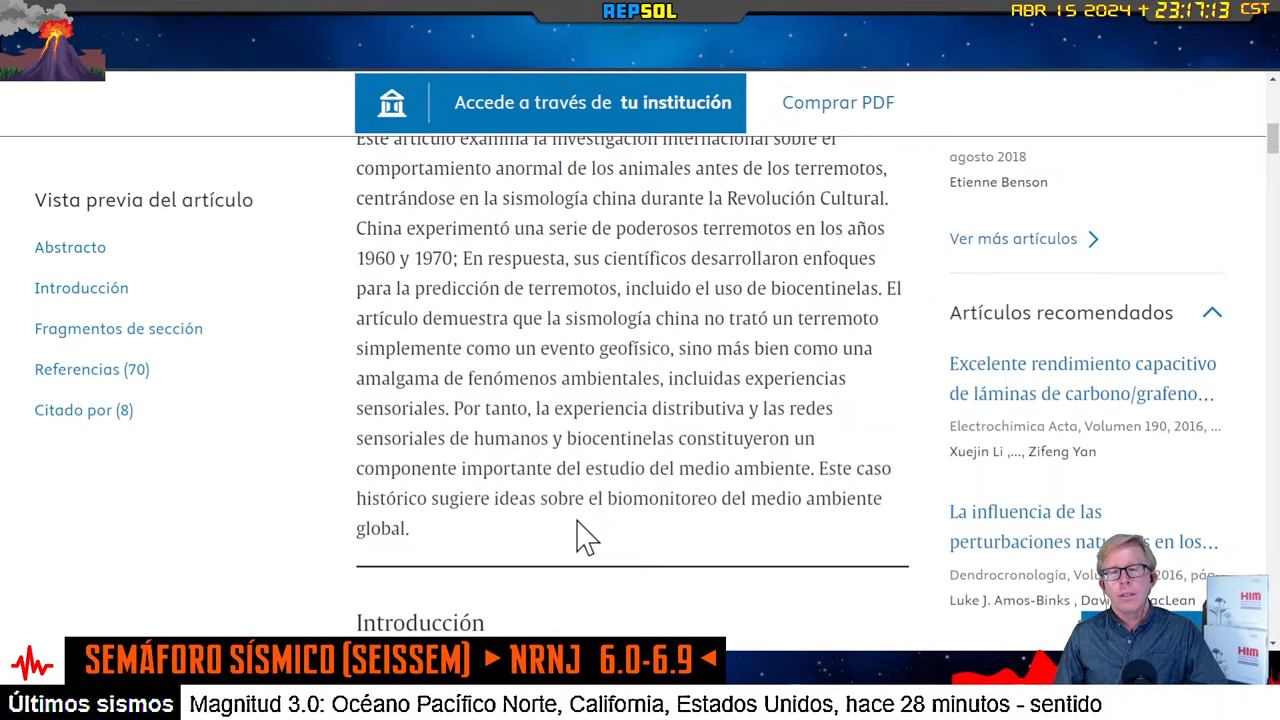 REPSOL
ABR 15 2024 † 23:17:13 CST
Accede a través de tu institución
Comprar PDF
Vista previa del artículo
Abstracto
Introducción
Fragmentos de sección
Referencias (70)
Citado por (8)
Este artículo examina la investigación internacional sobre el
comportamiento anormal de los animales antes de los terremotos,
centrándose en la sismología china durante la Revolución Cultural.
China experimentó una serie de poderosos terremotos en los años
1960 y 1970; En respuesta, sus científicos desarrollaron enfoques
para la predicción de terremotos, incluido el uso de biocentinelas. El
artículo demuestra que la sismología china no trató un terremoto
simplemente como un evento geofísico, sino más bien como una
amalgama de fenómenos ambientales, incluidas experiencias
sensoriales. Por tanto, la experiencia distributiva y las redes
sensoriales de humanos y biocentinelas constituyeron un
componente importante del estudio del medio ambiente. Este caso
histórico sugiere ideas sobre el biomonitoreo del medio ambiente
global.
Introducción
agosto 2018
Etienne Benson
Ver más artículos
Artículos recomendados
Excelente rendimiento capacitivo
de láminas de carbono/grafeno...
Electrochimica Acta, Volumen 190, 2016, ...
Xuejin Li ,..., Zifeng Yan
La influencia de las
perturbaciones en los...
Dendrocronología, 2016,
Luke J. Amos-Binks ,
HIM
HIM
SEMÁFORO SÍSMICO (SEISSEM) ▶ NRNJ 6.0-6.9 ◀
Últimos sismos Magnitud 3.0: Océano Pacífico Norte, California, Estados Unidos, hace 28 minutos - sentido